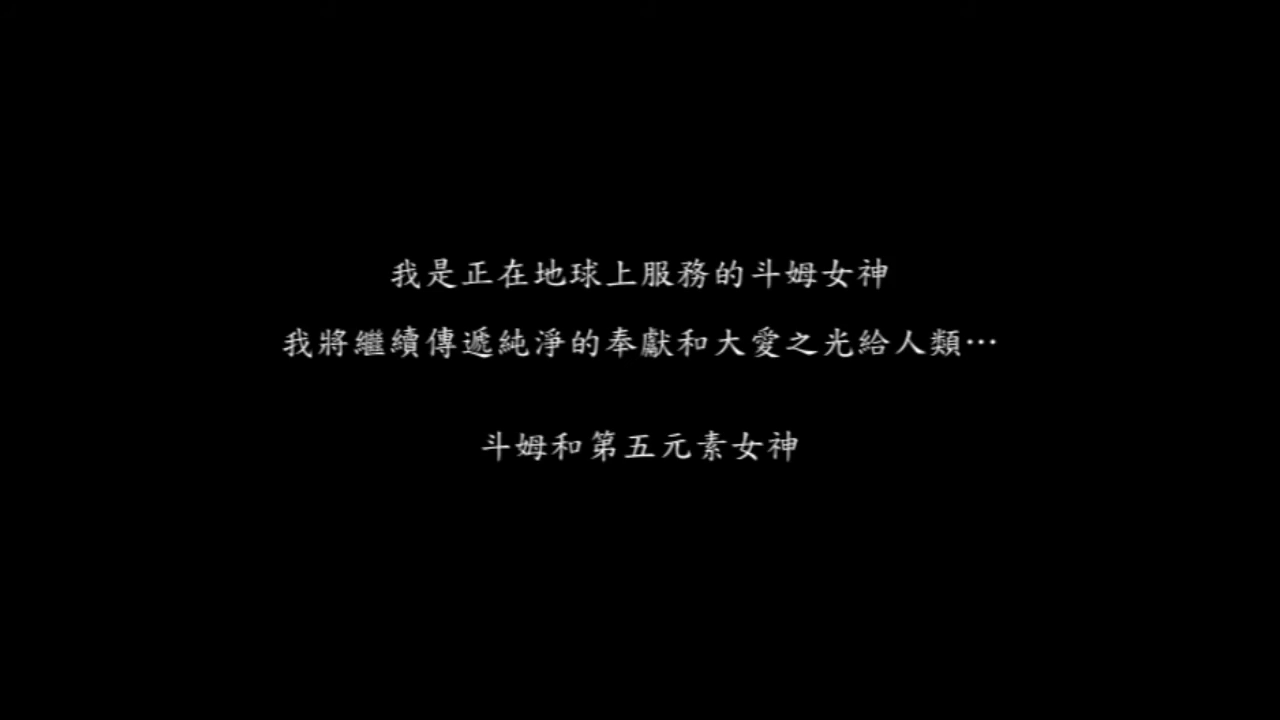 我是正在地球上服務的斗姆女神
我將繼續傳遞純淨的奉獻和大愛之光給人類…
斗姆和第五元素女神